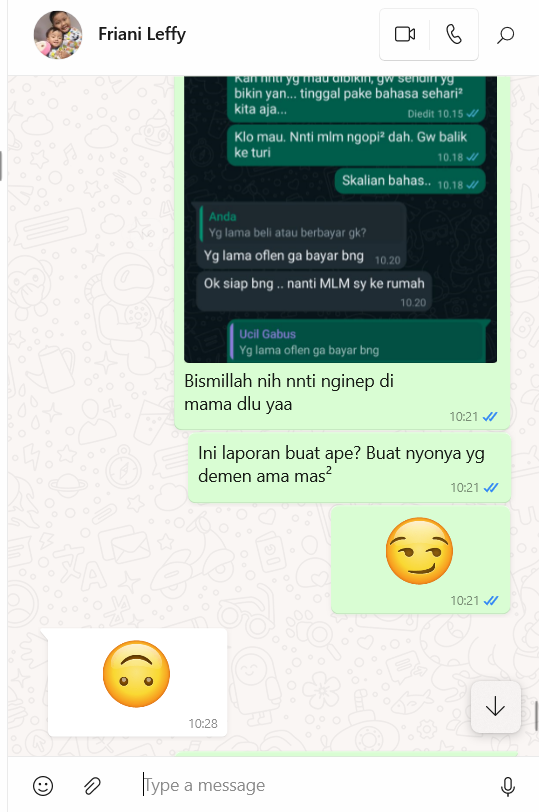 Friani Leffy
Kan nnti yg mau dibikin, gw sendiri yg
bikin yan... tinggal pake bahasa sehari²
kita aja...
Diedit 10.15
Klo mau. Nnti mlm ngopi² dah. Gw balik
ke turi
10.18
Skalian bahas..
10.18
Anda
Yg lama beli atau berbayar gk?
Yg lama oflen ga bayar bng
10.20
Ok siap bng .. nanti MLM sy ke rumah
10.20
Ucil Gabus
Yg lama oflen ga bayar bng
Bismillah nih nnti nginep di
mama dlu yaa
10:21
Ini laporan buat ape? Buat nyonya yg
demen ama mas²
10:21
10:21
10:28
Type a message